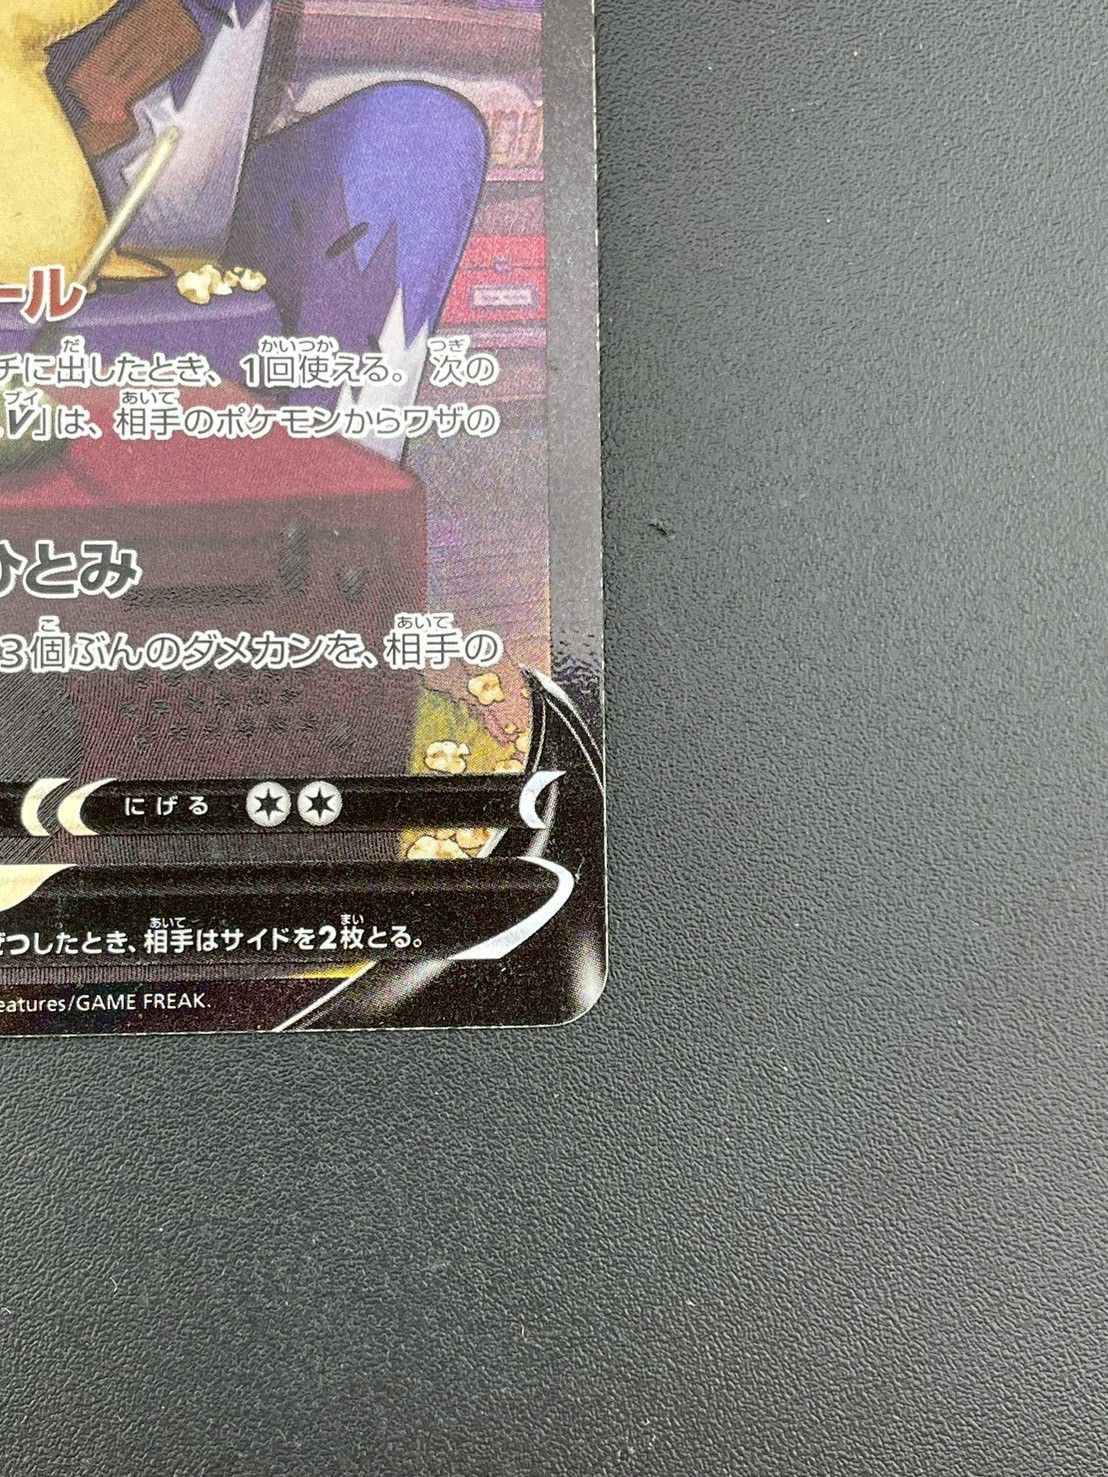 ール
チに出したとき、1回使える。次の
V]は、相手のポケモンからワザの
ひとみ
3個ぶんのダメカンを、相手の
にげる
ぜつしたとき、相手はサイドを2枚とる。
eatures/GAME FREAK.